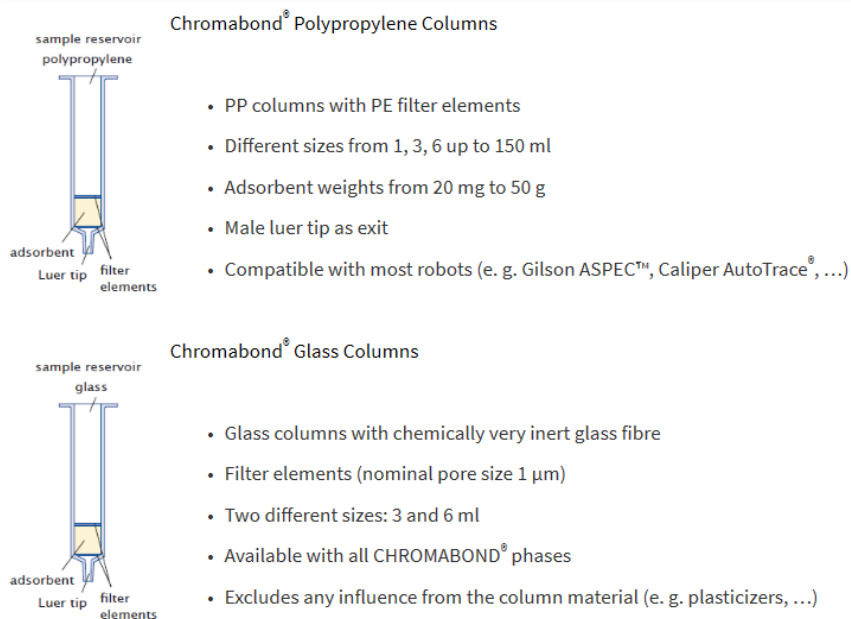 Chromabond® Polypropylene Columns
sample reservoir
polypropylene
adsorbent
Luer tip
filter
elements
• PP columns with PE filter elements
• Different sizes from 1, 3, 6 up to 150 ml
• Adsorbent weights from 20 mg to 50 g
• Male luer tip as exit
• Compatible with most robots (e. g. Gilson ASPEC™, Caliper AutoTrace®, …)
Chromabond® Glass Columns
sample reservoir
glass
adsorbent
Luer tip
filter
elements
• Glass columns with chemically very inert glass fibre
• Filter elements (nominal pore size 1 µm)
• Two different sizes: 3 and 6 ml
• Available with all CHROMABOND® phases
• Excludes any influence from the column material (e. g. plasticizers, …)